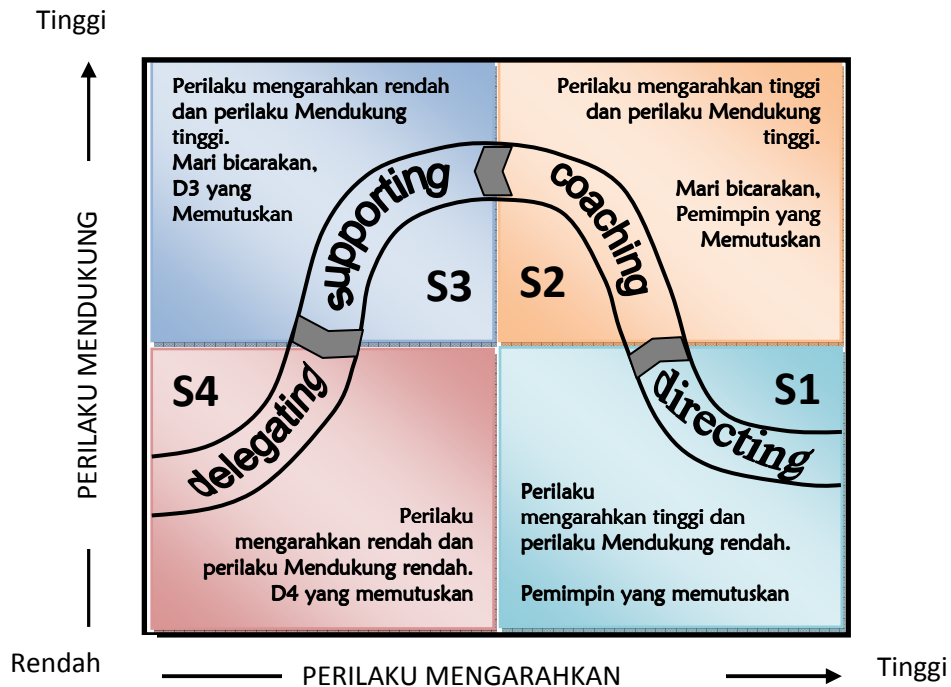 Tinggi
Perilaku mengarahkan rendah
dan perilaku Mendukung
tinggi.
Mari bicarakan,
D3 yang
Memutuskan
supporting
S3
Perilaku mengarahkan tinggi
dan perilaku Mendukung
tinggi.
Mari bicarakan,
Pemimpin yang
Memutuskan
coaching
S2
PERILAKU MENDUKUNG
S4
delegating
Perilaku
mengarahkan rendah dan
perilaku Mendukung rendah.
D4 yang memutuskan
S1
directing
Perilaku
mengarahkan tinggi dan
perilaku Mendukung rendah.
Pemimpin yang memutuskan
Rendah
PERILAKU MENGARAHKAN
Tinggi